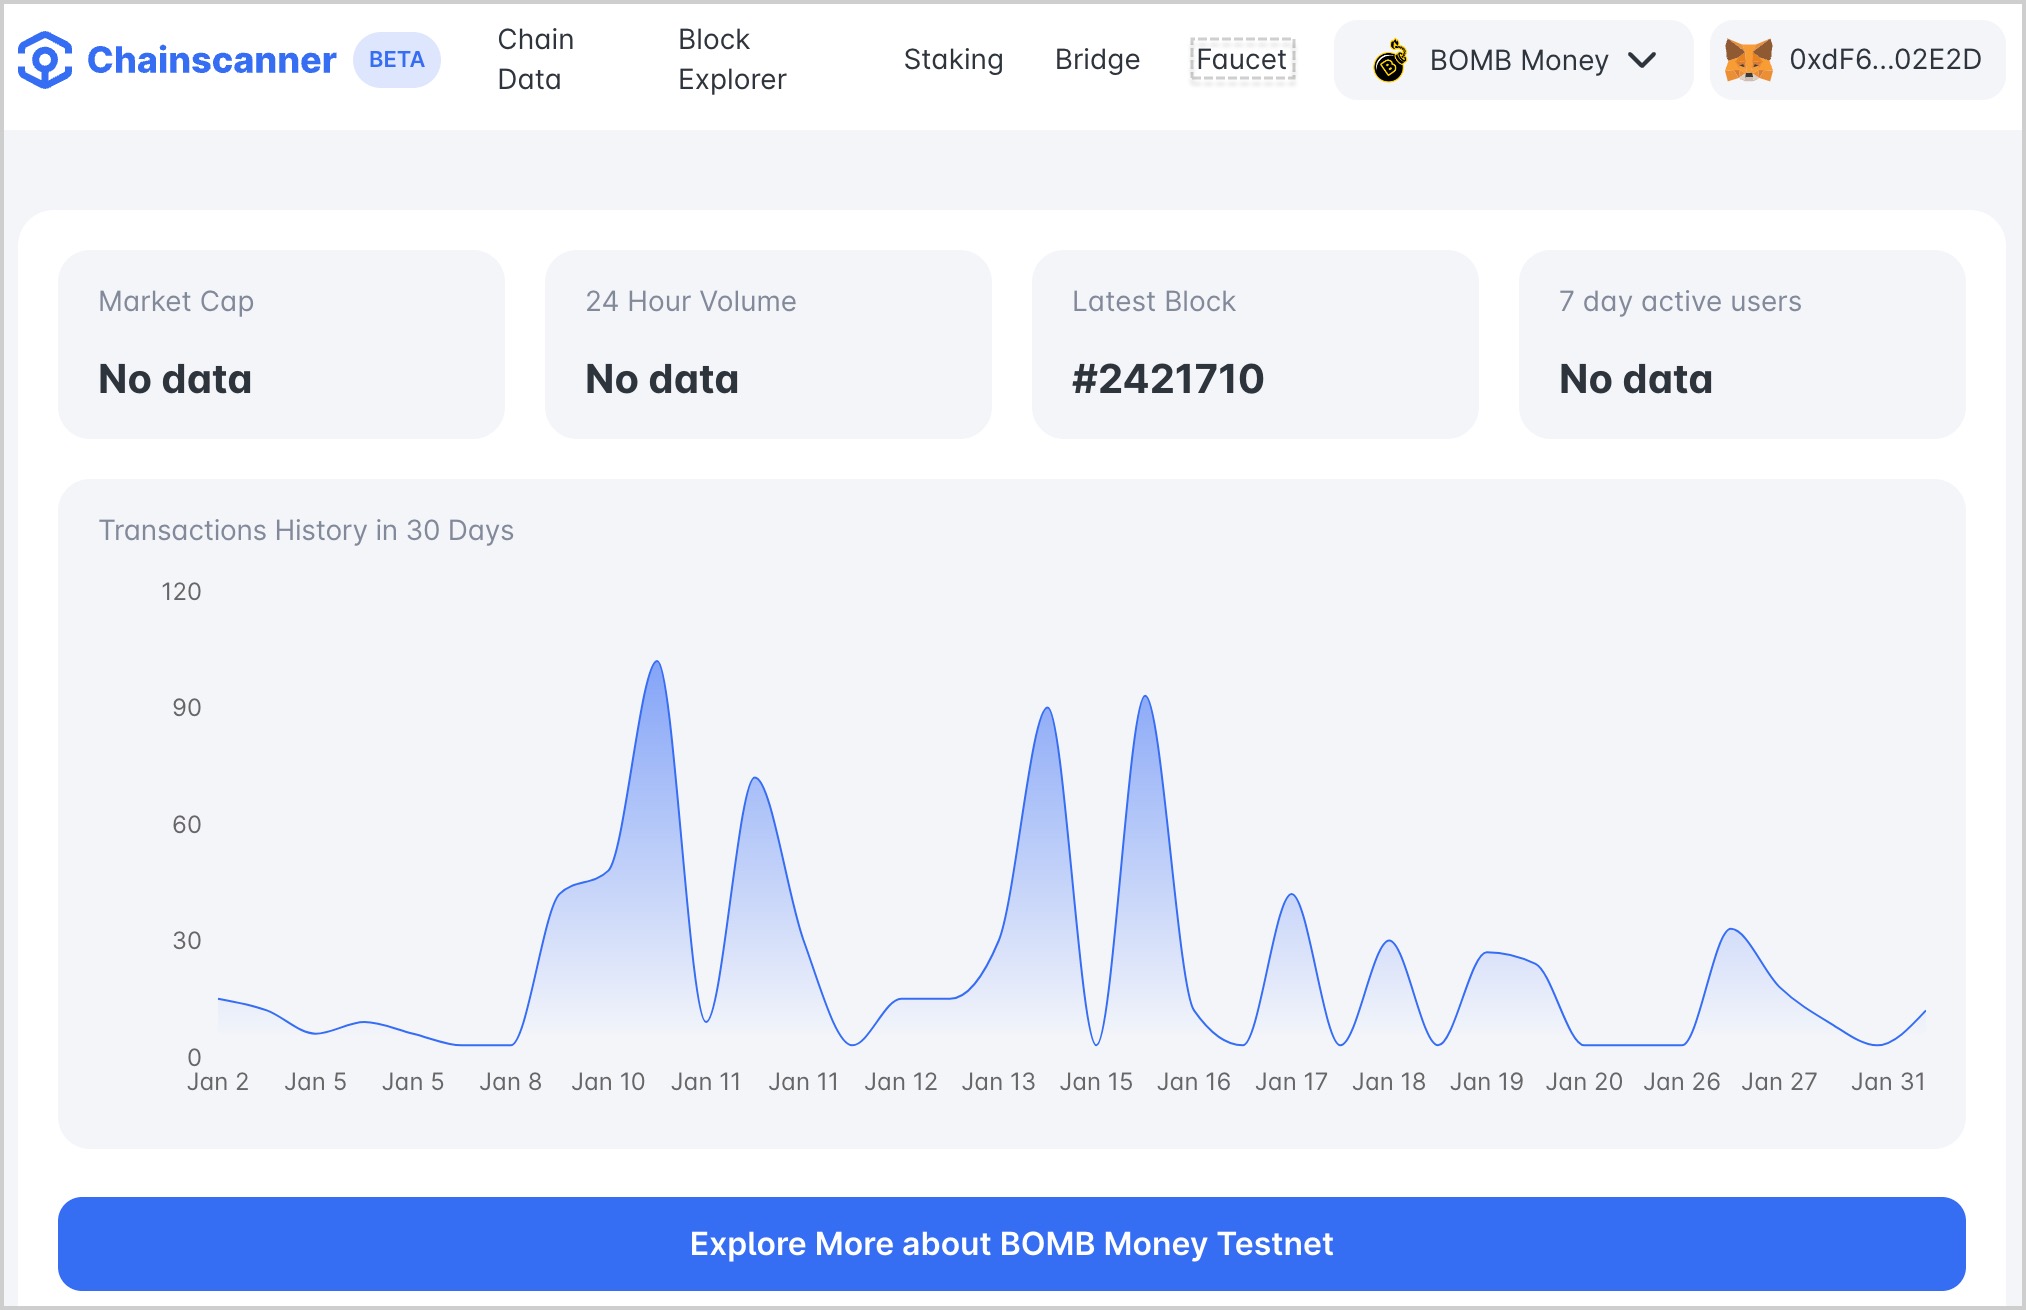 Chainscanner BETA
Chain
Data
Block
Explorer
Staking
Bridge
Faucet
BOMB Money
0xdF6...02E2D
Market Cap
No data
24 Hour Volume
No data
Latest Block
#2421710
7 day active users
No data
Transactions History in 30 Days
120
90
60
30
0
Jan 2 Jan 5 Jan 5 Jan 8 Jan 10 Jan 11 Jan 11 Jan 12 Jan 13 Jan 15 Jan 16 Jan 17 Jan 18 Jan 19 Jan 20 Jan 26 Jan 27 Jan 31
Explore More about BOMB Money Testnet